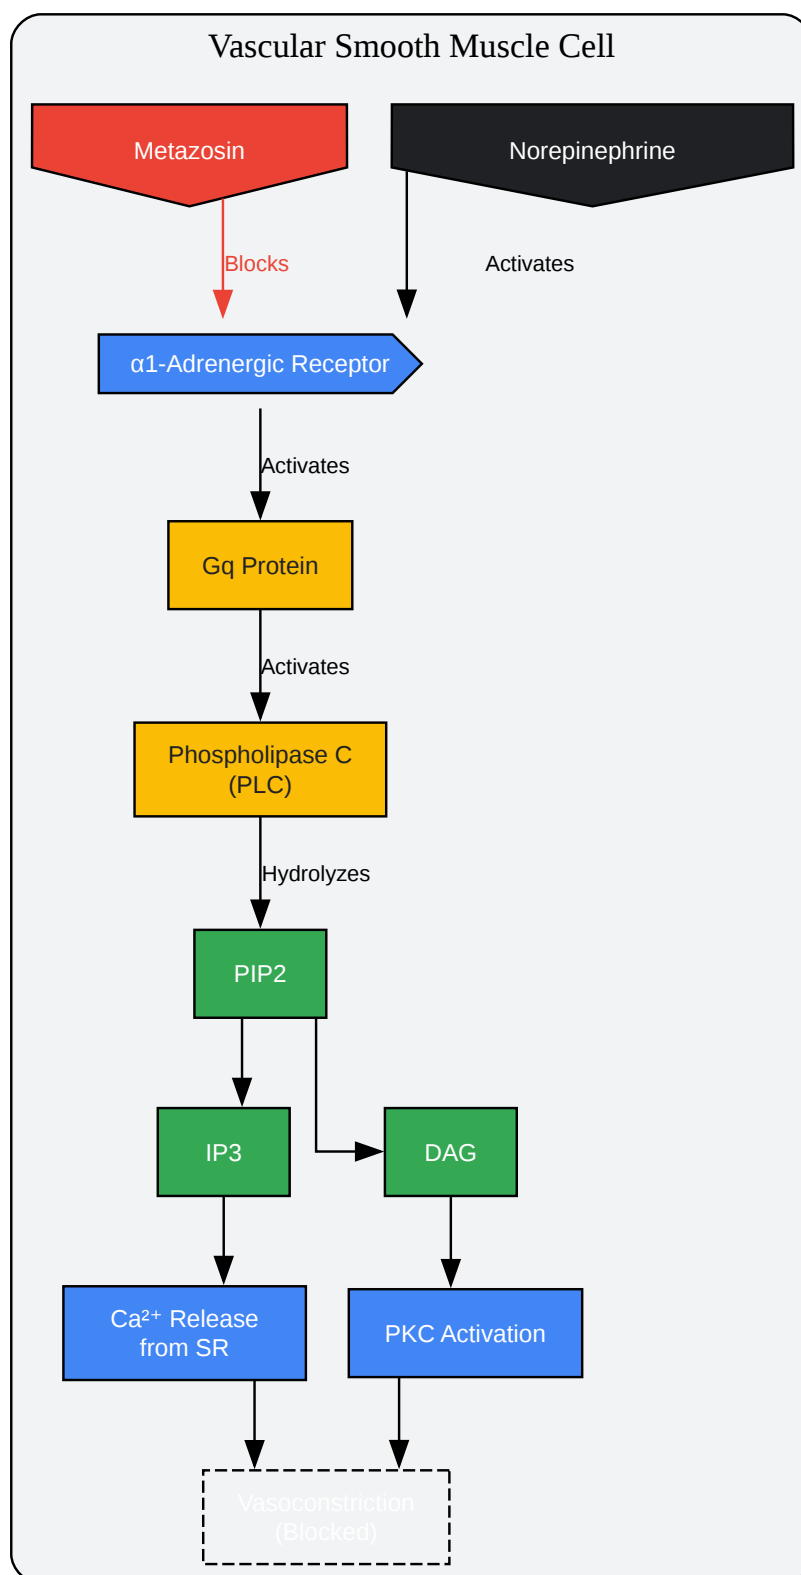 Vascular Smooth Muscle Cell
Metazosin
Norepinephrine
Blocks
Activates
α1-Adrenergic Receptor
Activates
Gq Protein
Activates
Phospholipase C
(PLC)
Hydrolyzes
PIP2
IP3
DAG
Ca²⁺ Release
from SR
PKC Activation
Vasoconstriction
(Blocked)